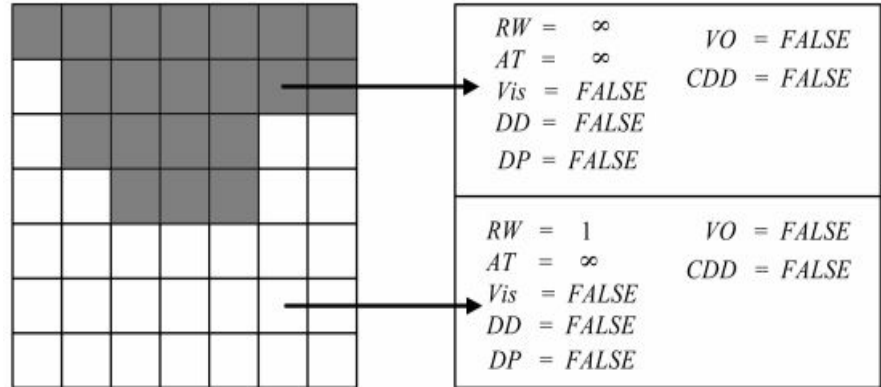 RW = ∞
AT = ∞
Vis = FALSE
DD = FALSE
DP = FALSE
VO = FALSE
CDD = FALSE
RW = 1
AT = ∞
Vis = FALSE
DD = FALSE
DP = FALSE
VO = FALSE
CDD = FALSE